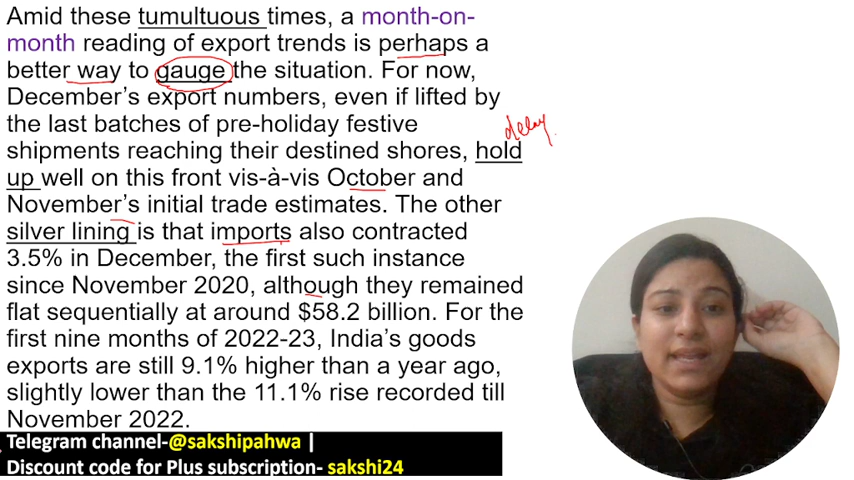 Amid these tumultuous times, a month-on-
month reading of export trends is perhaps a
better way to gauge the situation. For now,
December's export numbers, even if lifted by
the last batches of pre-holiday festive
delay
shipments reaching their destined shores, hold
up well on this front vis-à-vis October and
November's initial trade estimates. The other
silver lining is that imports also contracted
3.5% in December, the first such instance
since November 2020, although they remained
flat sequentially at around $58.2 billion. For the
first nine months of 2022-23, India's goods
exports are still 9.1% higher than a year ago,
slightly lower than the 11.1% rise recorded till
November 2022.
Telegram channel-@sakshipahwa |
Discount code for Plus subscription- sakshi24